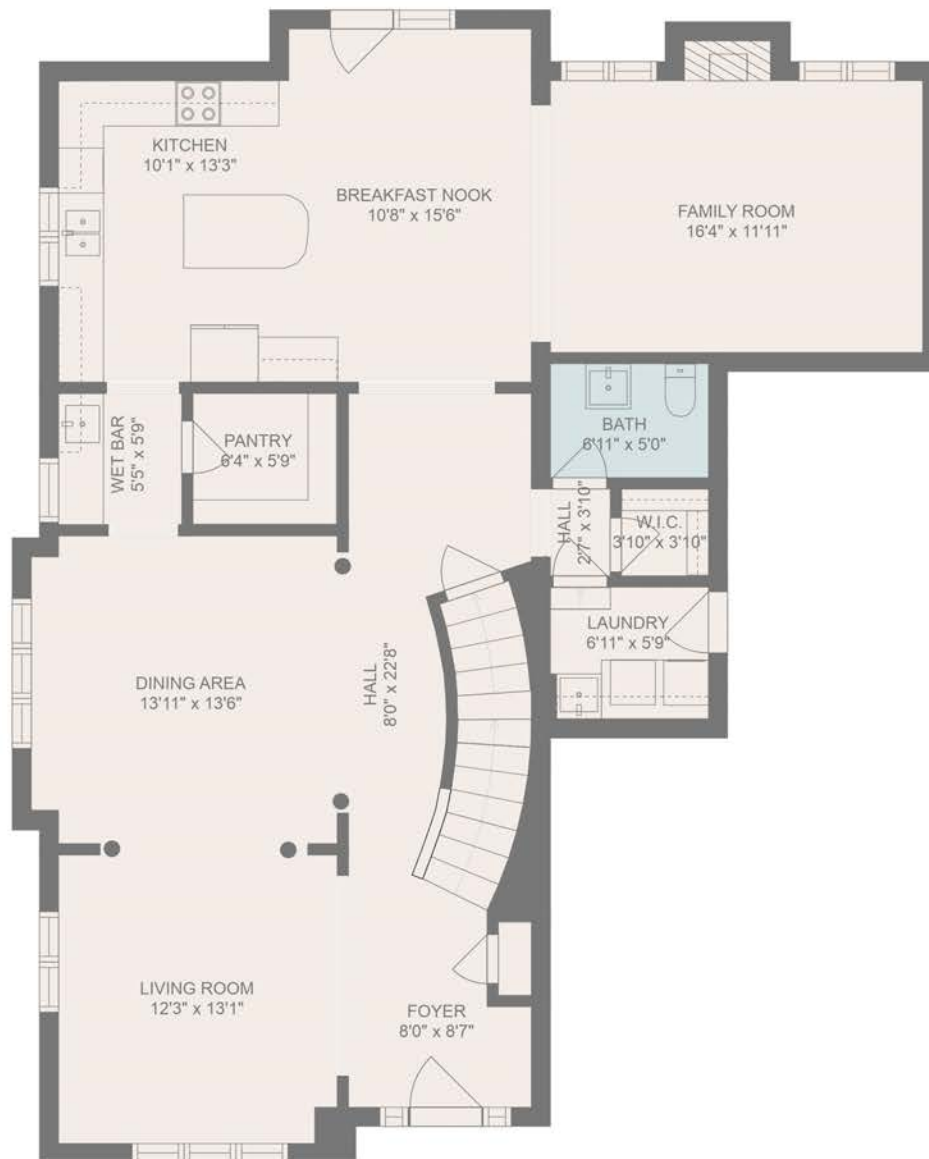 KITCHEN
10'1" x 13'3"
BREAKFAST NOOK
10'8" x 15'6"
FAMILY ROOM
16'4" x 11'11"
WET BAR
5'5" x 5'9"
PANTRY
6'4" x 5'9"
BATH
6'11" x 5'0"
HALL
2'7" x 3'10"
W.I.C.
3'10" x 3'10"
LAUNDRY
6'11" x 5'9"
DINING AREA
13'11" x 13'6"
HALL
8'0" x 22'8"
LIVING ROOM
12'3" x 13'1"
FOYER
8'0" x 8'7"